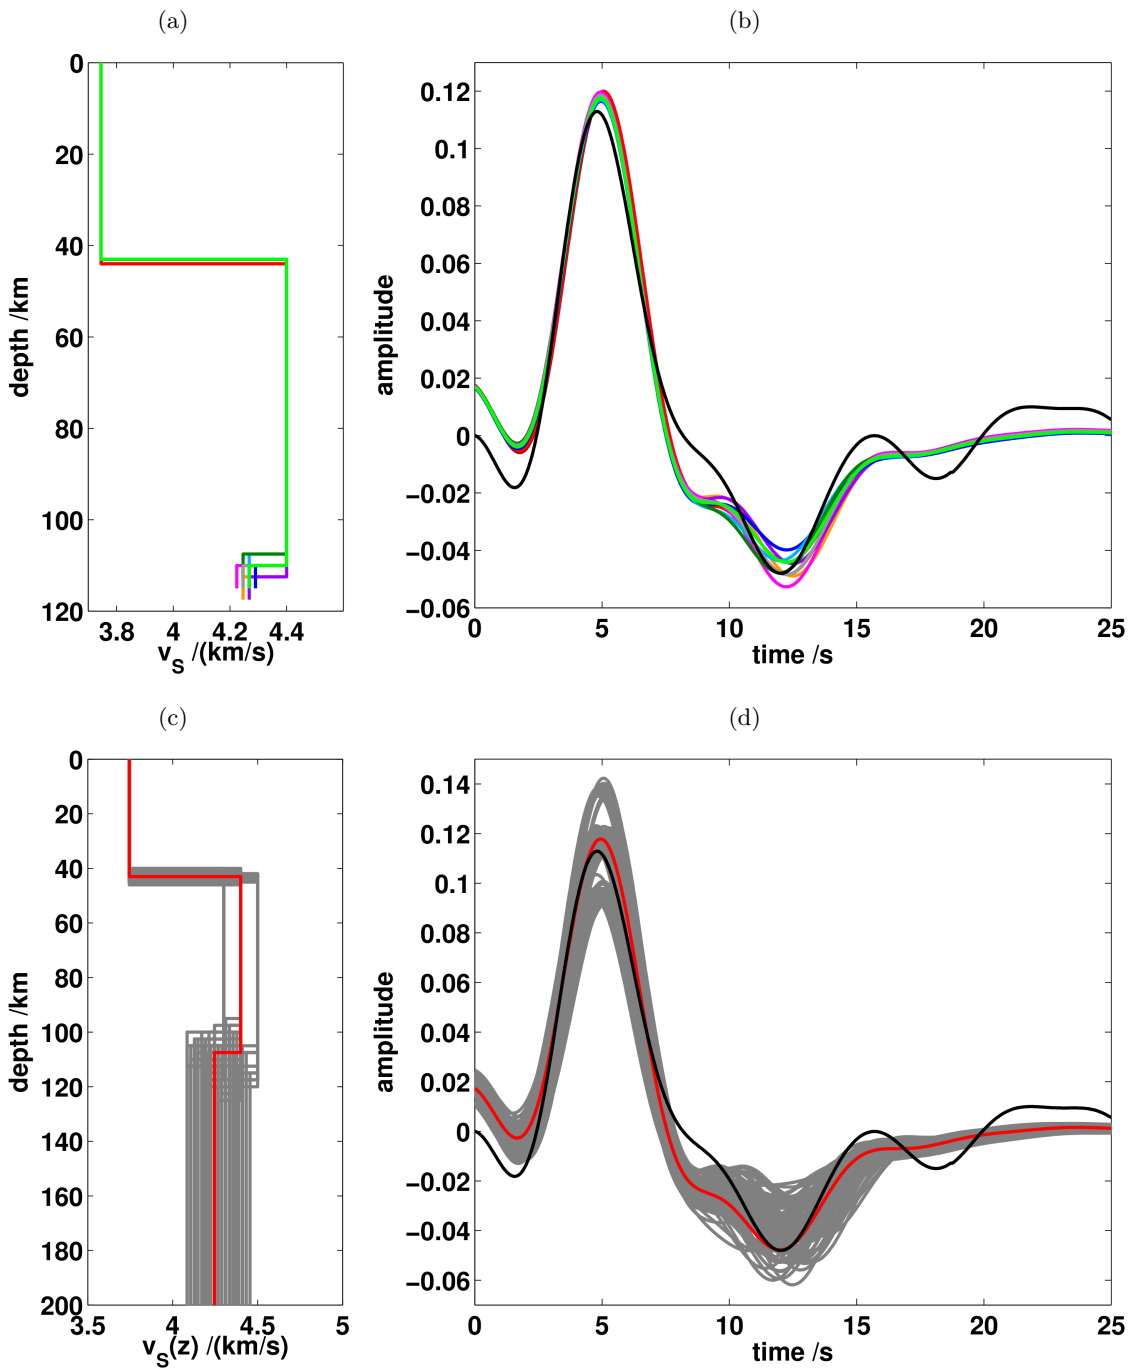 (a)
0
20
40
60
80
100
120
3.8 4 4.2 4.4
depth /km
v_S /(km/s)
(b)
0.12
0.1
0.08
0.06
0.04
0.02
0
−0.02
−0.04
−0.06
0 5 10 15 20 25
amplitude
time /s
(c)
0
20
40
60
80
100
120
140
160
180
200
3.5 4 4.5 5
depth /km
v_S(z) /(km/s)
(d)
0.14
0.12
0.1
0.08
0.06
0.04
0.02
0
−0.02
−0.04
−0.06
0 5 10 15 20 25
amplitude
time /s